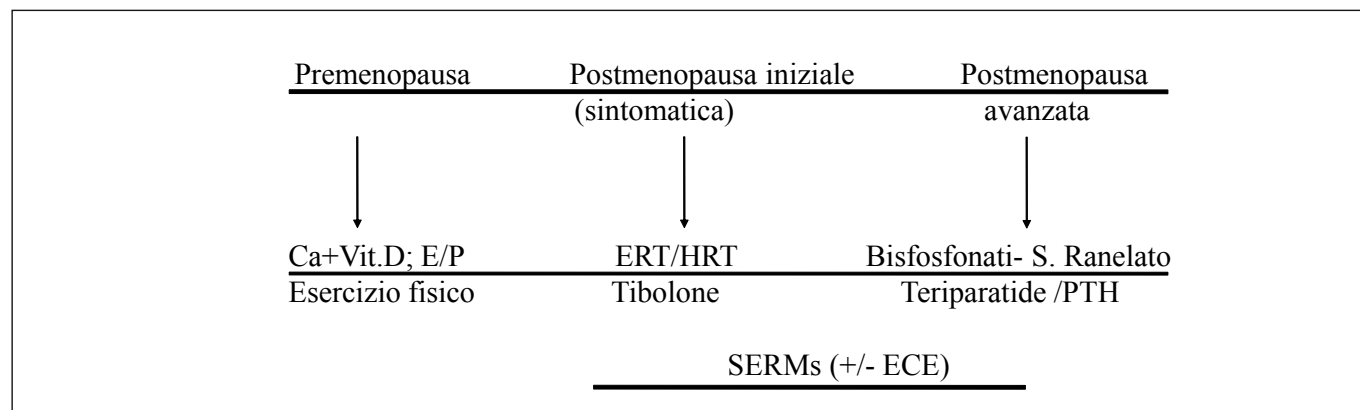 Premenopausa Postmenopausa iniziale Postmenopausa
(sintomatica) avanzata
Ca+Vit.D; E/P ERT/HRT Bisfosfonati- S. Ranelato
Esercizio fisico Tibolone Teriparatide /PTH
SERMs (+/- ECE)